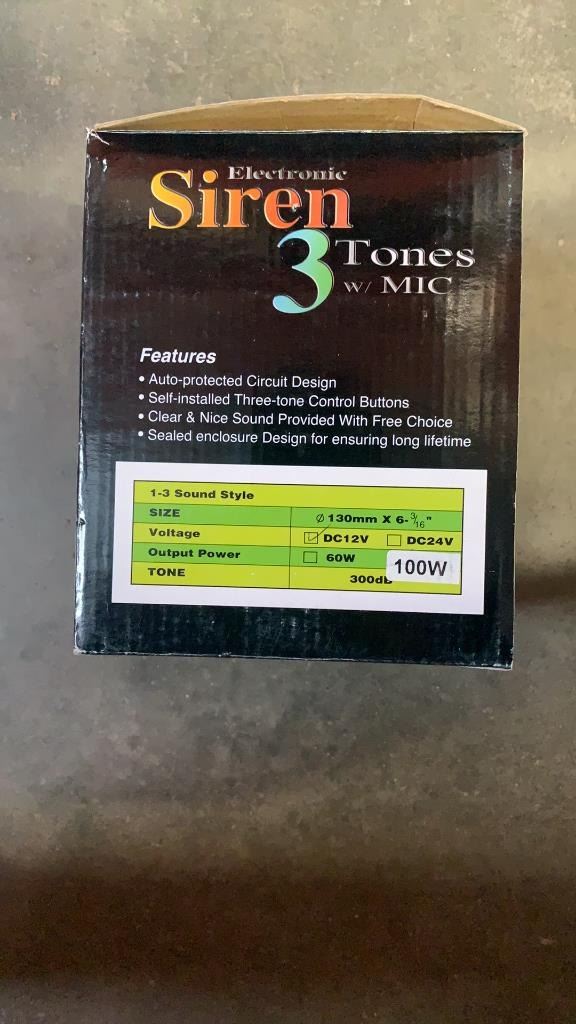 Electronic
Siren
3 Tones
w/ MIC
Features
• Auto-protected Circuit Design
• Self-installed Three-tone Control Buttons
• Clear & Nice Sound Provided With Free Choice
• Sealed enclosure Design for ensuring long lifetime
1-3 Sound Style
SIZE ∅ 130mm X 6-3/16"
Voltage ☑ DC12V ☐ DC24V
Output Power ☐ 60W 100W
TONE 300dB